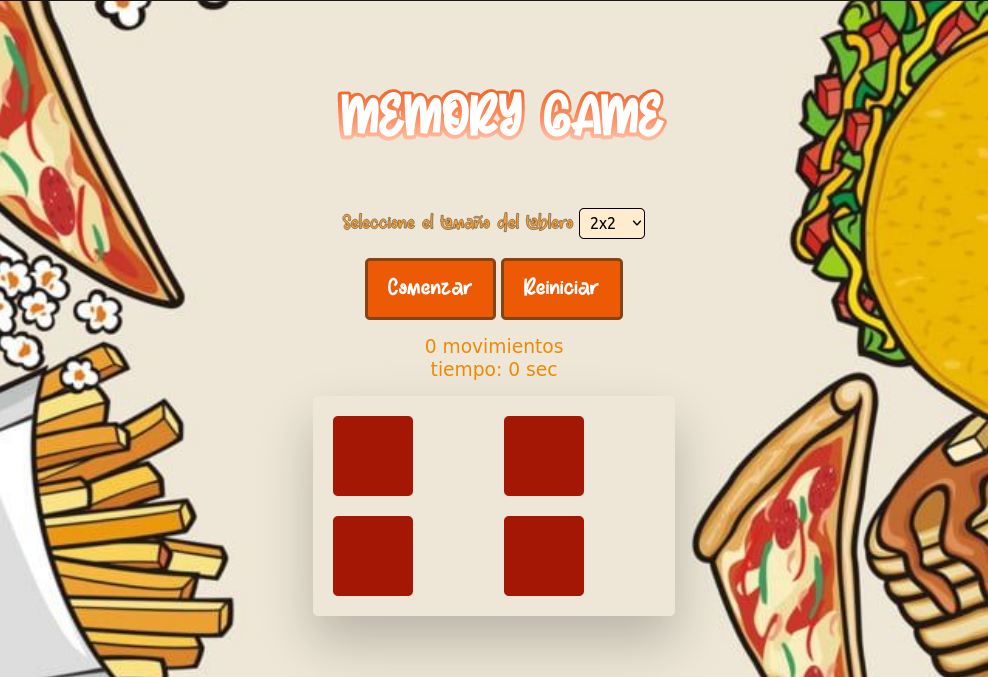 MEMORY GAME
Seleccione el tamaño del tablero 2x2
Comenzar Reiniciar
0 movimientos
tiempo: 0 sec